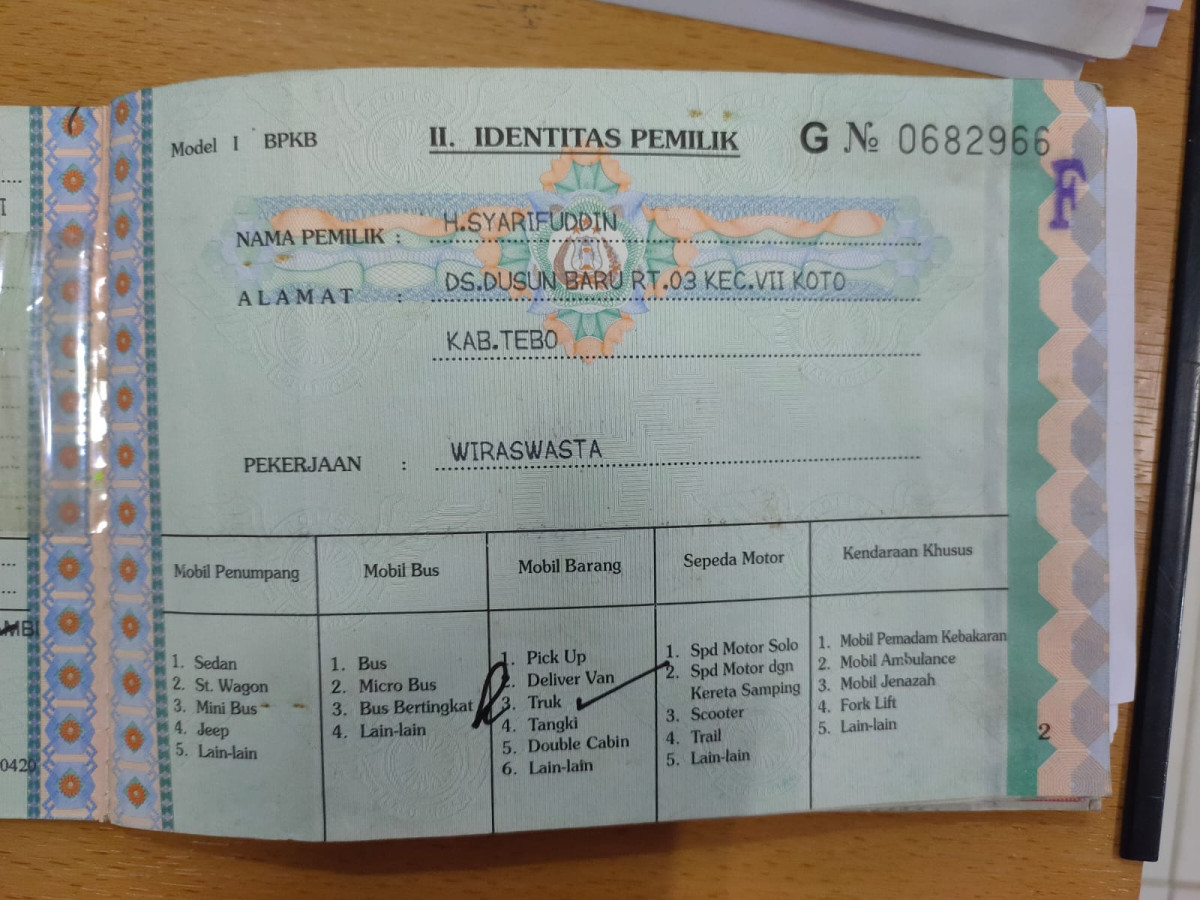 I
MBI
0420
Model I BPKB
II. IDENTITAS PEMILIK
G № 0682966
F
NAMA PEMILIK : H.SYARIFUDDIN
ALAMAT : DS.DUSUN BARU RT.03 KEC.VII KOTO
KAB.TEBO
PEKERJAAN : WIRASWASTA
Mobil Penumpang
1. Sedan
2. St. Wagon
3. Mini Bus
4. Jeep
5. Lain-lain
Mobil Bus
1. Bus
2. Micro Bus
3. Bus Bertingkat
4. Lain-lain
Mobil Barang
1. Pick Up
2. Deliver Van
3. Truk
4. Tangki
5. Double Cabin
6. Lain-lain
Sepeda Motor
1. Spd Motor Solo
2. Spd Motor dgn
Kereta Samping
3. Scooter
4. Trail
5. Lain-lain
Kendaraan Khusus
1. Mobil Pemadam Kebakaran
2. Mobil Ambulance
3. Mobil Jenazah
4. Fork Lift
5. Lain-lain
2